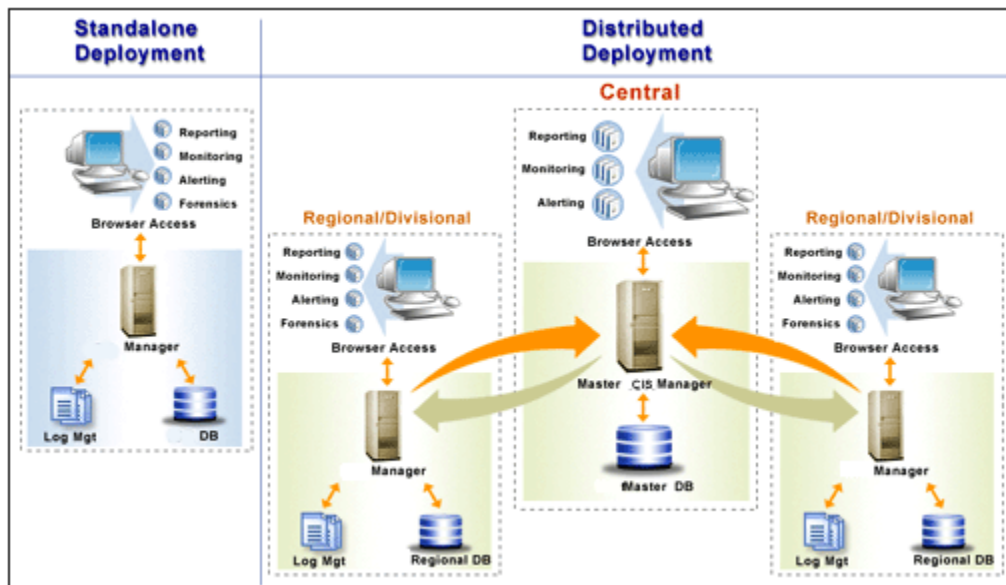 Standalone
Deployment
Distributed
Deployment
Reporting
Monitoring
Alerting
Forensics
Browser Access
Manager
Log Mgt
DB
Regional/Divisional
Reporting
Monitoring
Alerting
Forensics
Browser Access
Manager
Log Mgt
Regional DB
Central
Reporting
Monitoring
Alerting
Browser Access
Master CIS Manager
Master DB
Regional/Divisional
Reporting
Monitoring
Alerting
Forensics
Browser Access
Manager
Log Mgt
Regional DB